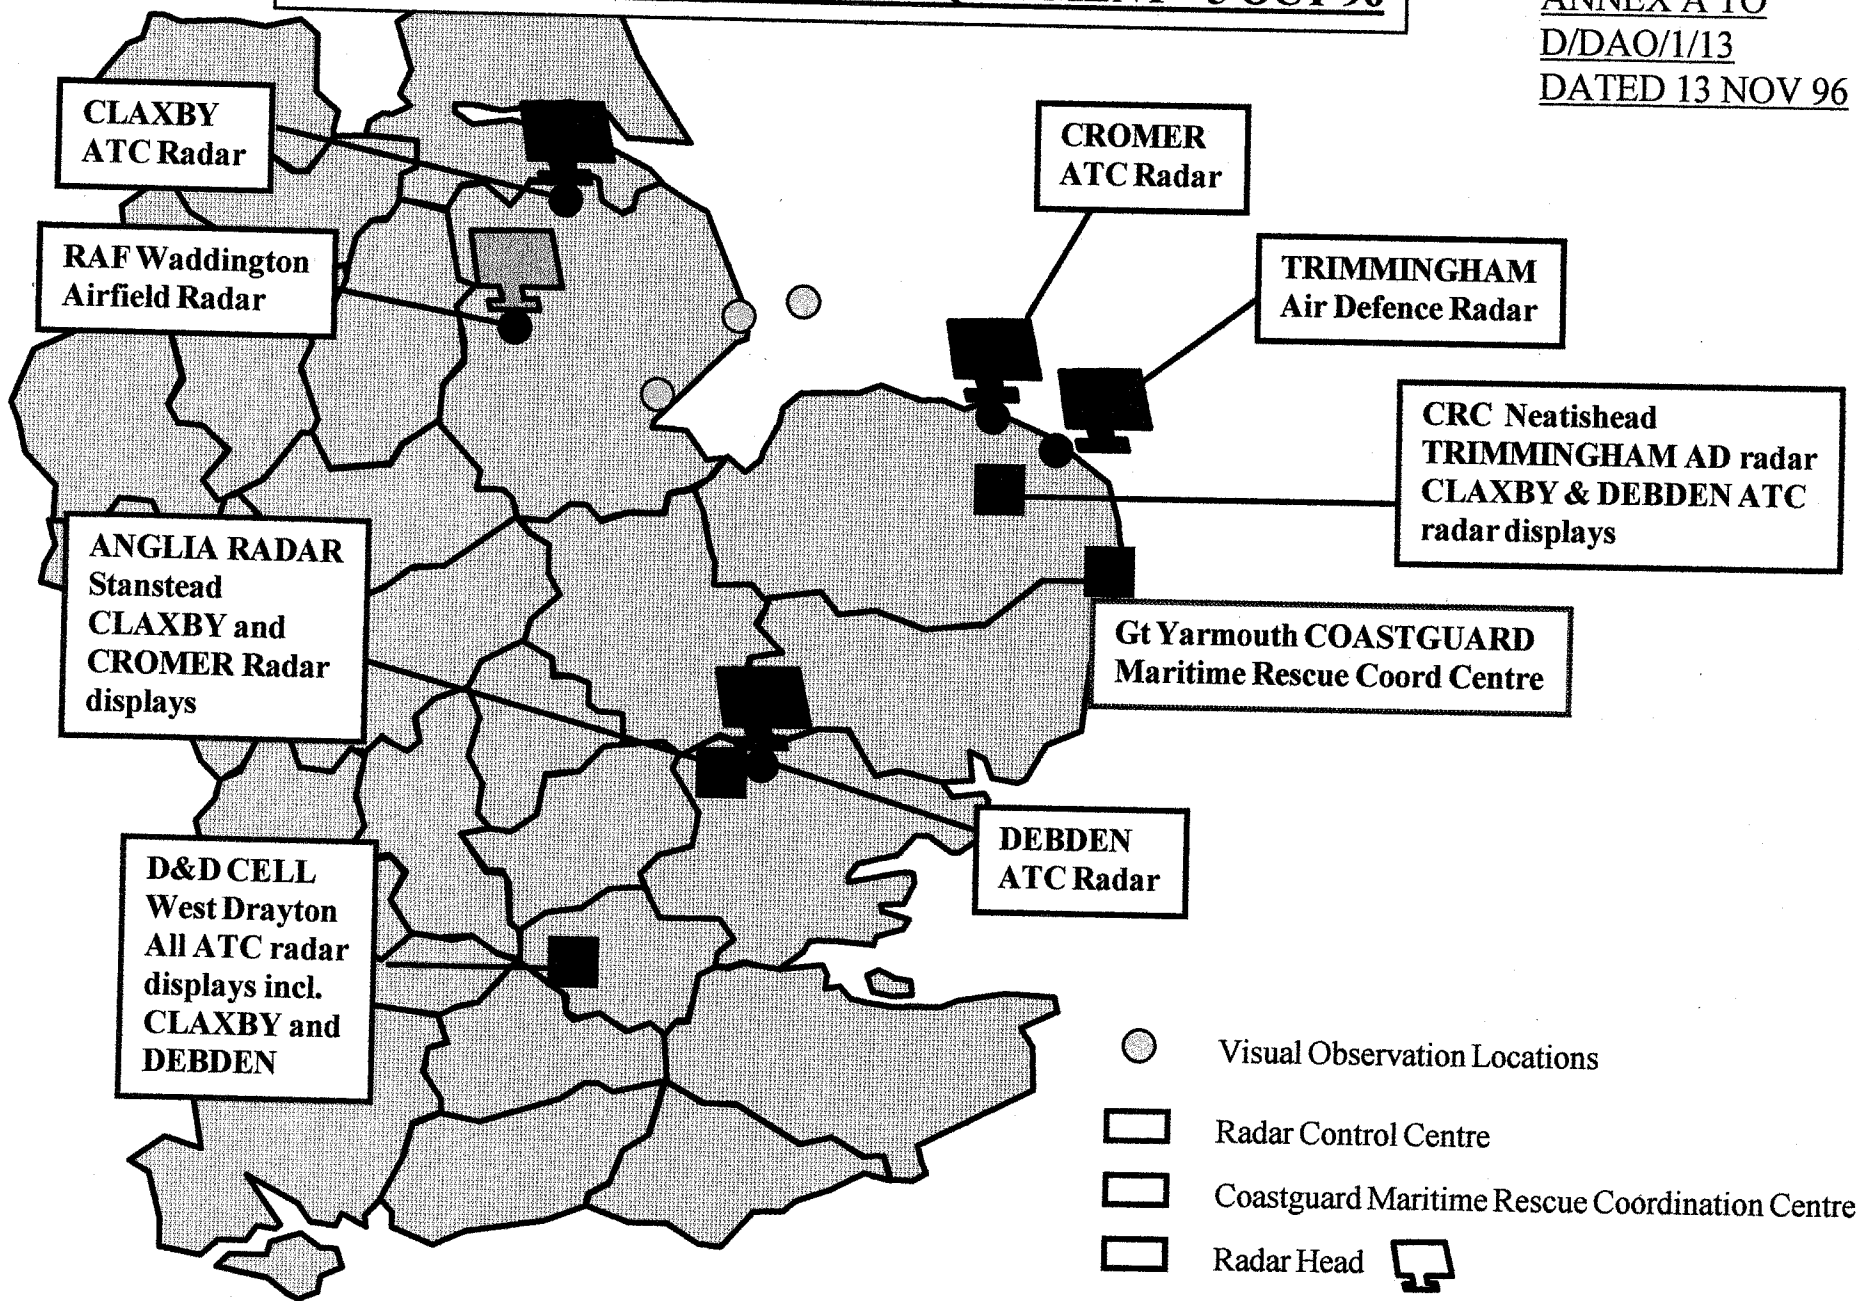 5 OCT 96
ANNEX A TO
D/DAO/1/13
DATED 13 NOV 96
CLAXBY
ATC Radar
CROMER
ATC Radar
RAF Waddington
Airfield Radar
TRIMMINGHAM
Air Defence Radar
CRC Neatishead
TRIMMINGHAM AD radar
CLAXBY & DEBDEN ATC
radar displays
ANGLIA RADAR
Stanstead
CLAXBY and
CROMER Radar
displays
Gt Yarmouth COASTGUARD
Maritime Rescue Coord Centre
DEBDEN
ATC Radar
D&D CELL
West Drayton
All ATC radar
displays incl.
CLAXBY and
DEBDEN
Visual Observation Locations
Radar Control Centre
Coastguard Maritime Rescue Coordination Centre
Radar Head